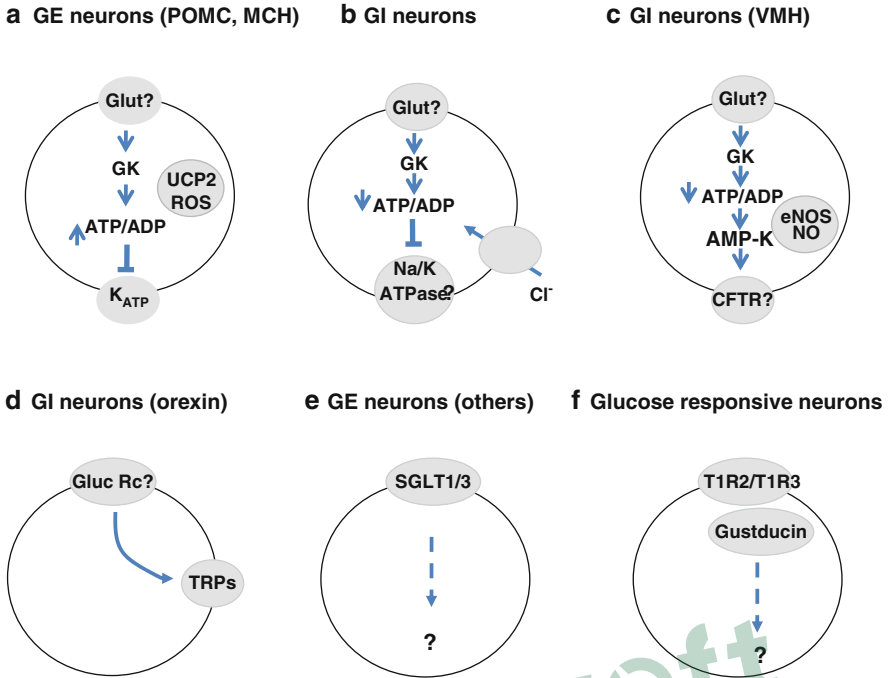 a GE neurons (POMC, MCH)
Glut?
GK
UCP2
ROS
ATP/ADP
KATP
b GI neurons
Glut?
GK
ATP/ADP
Na/K
ATPase?
Cl-
c GI neurons (VMH)
Glut?
GK
ATP/ADP
eNOS
NO
AMP-K
CFTR?
d GI neurons (orexin)
Gluc Rc?
TRPs
e GE neurons (others)
SGLT1/3
?
f Glucose responsive neurons
T1R2/T1R3
Gustducin
?